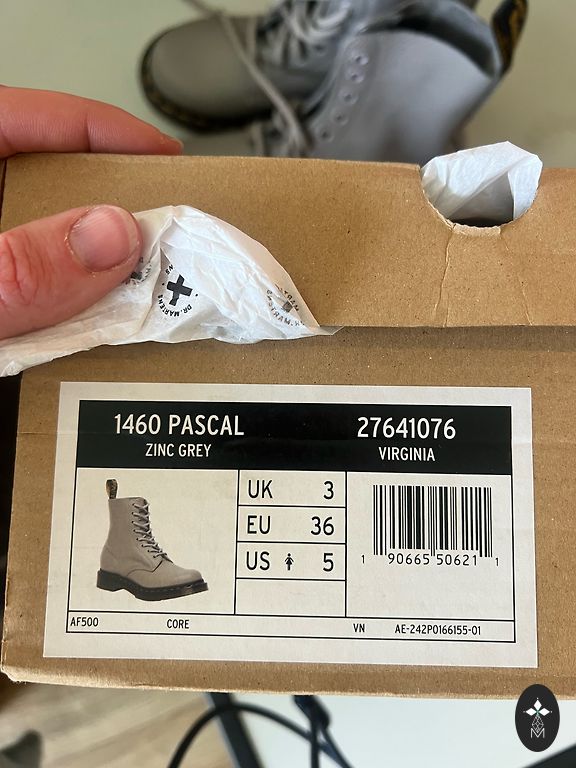 DR. MARTENS
1460 PASCAL
ZINC GREY
27641076
VIRGINIA
UK 3
EU 36
US 5
1 90665 50621 1
AF500
CORE
VN
AE-242P0166155-01
M